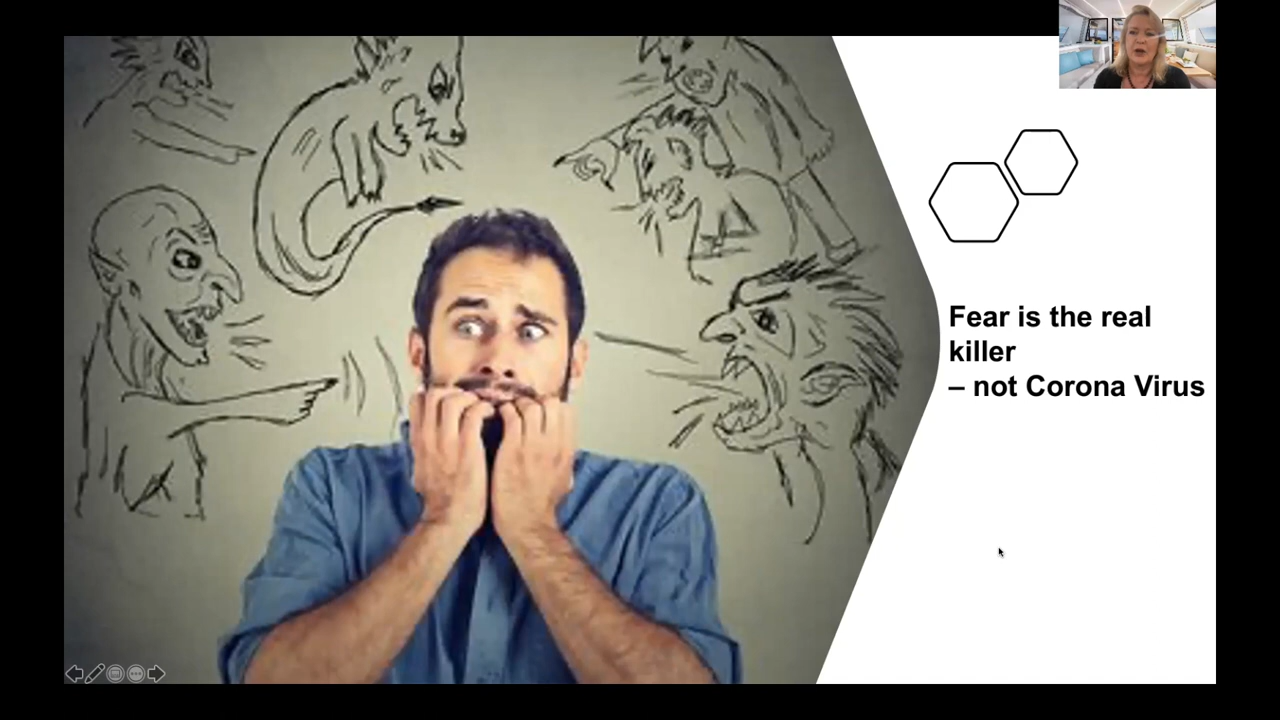 Fear is the real
killer
– not Corona Virus